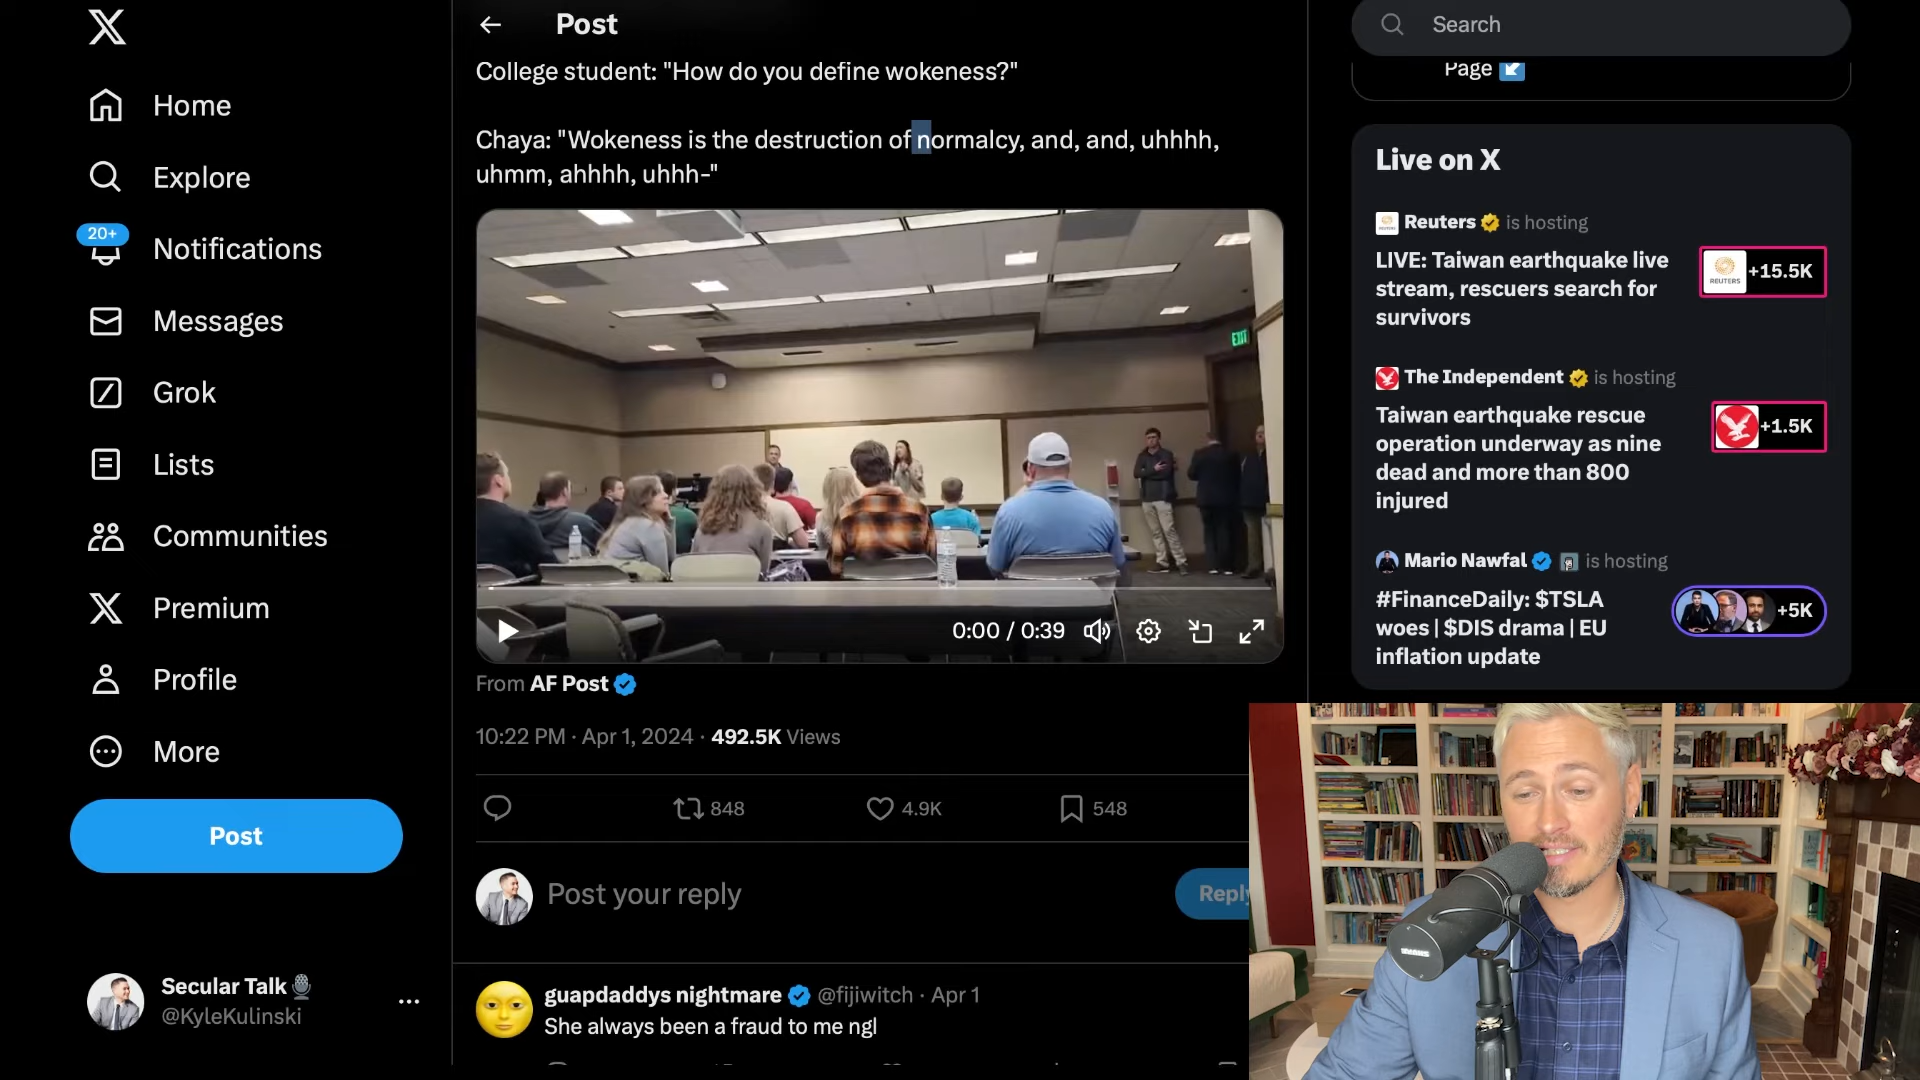 Home
Explore
20+
Notifications
Messages
Grok
Lists
Communities
Premium
Profile
More
Post
Secular Talk
@KyleKulinski
Post
College student: "How do you define wokeness?"
Chaya: "Wokeness is the destruction of normalcy, and, and, uhhhh,
uhmm, ahhhh, uhhh-"
EXIT
0:00 / 0:39
From AF Post
10:22 PM · Apr 1, 2024 · 492.5K Views
848
4.9K
548
Post your reply
Reply
guapdaddys nightmare @fijiwitch · Apr 1
She always been a fraud to me ngl
Search
Page
Live on X
Reuters is hosting
LIVE: Taiwan earthquake live
stream, rescuers search for
survivors
REUTERS
+15.5K
The Independent is hosting
Taiwan earthquake rescue
operation underway as nine
dead and more than 800
injured
+1.5K
Mario Nawfal is hosting
#FinanceDaily: $TSLA
woes | $DIS drama | EU
inflation update
+5K